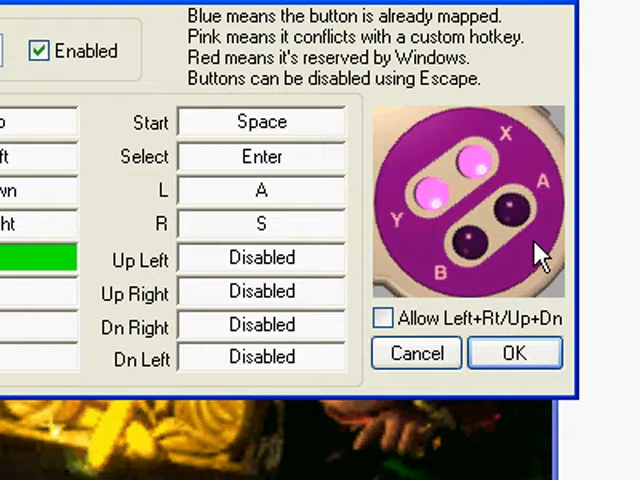 Blue means the button is already mapped.
Pink means it conflicts with a custom hotkey.
Red means it's reserved by Windows.
Buttons can be disabled using Escape.
Enabled
Start Space
Select Enter
L A
R S
Up Left Disabled
Up Right Disabled
Dn Right Disabled
Dn Left Disabled
X
A
Y
B
Allow Left+Rt/Up+Dn
Cancel OK